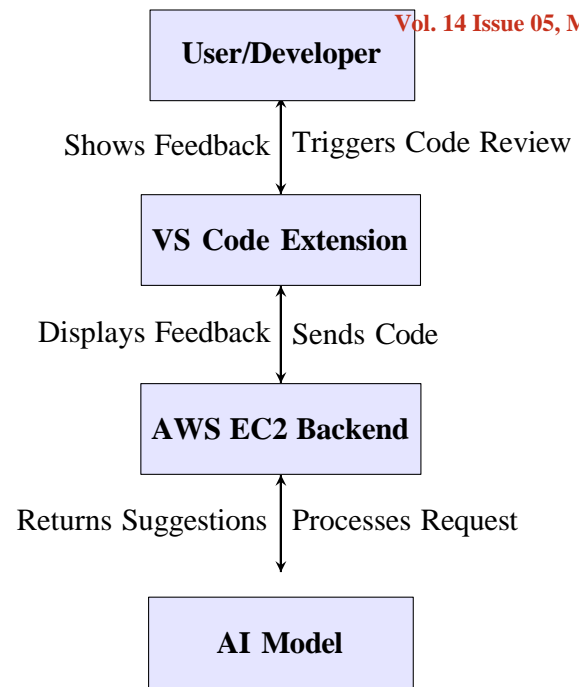 Vol. 14 Issue 05, M
User/Developer
Shows Feedback Triggers Code Review
VS Code Extension
Displays Feedback Sends Code
AWS EC2 Backend
Returns Suggestions Processes Request
AI Model